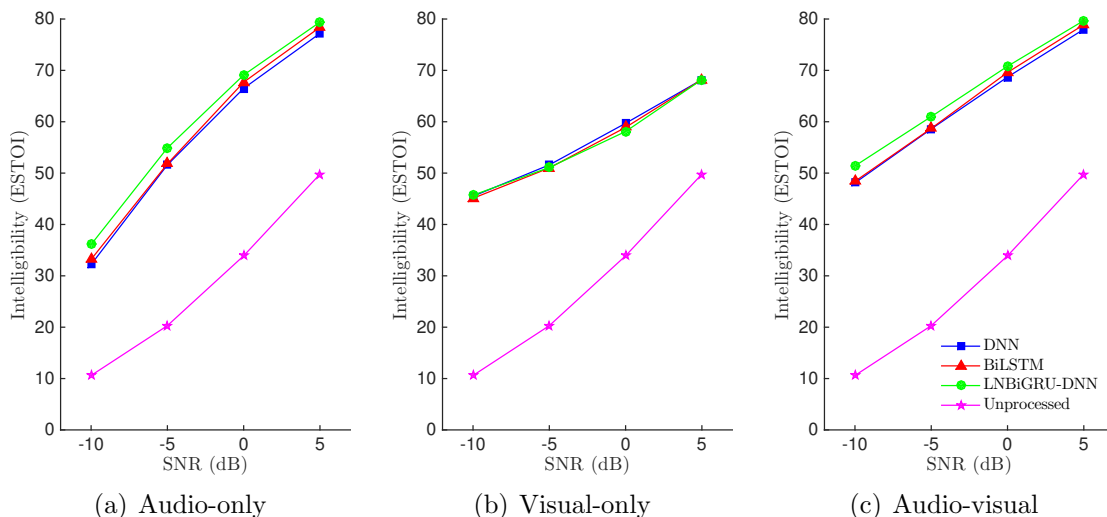 80
70
60
50
40
30
20
10
0
Intelligibility (ESTOI)
-10 -5 0 5
SNR (dB)
(a) Audio-only
80
70
60
50
40
30
20
10
0
Intelligibility (ESTOI)
-10 -5 0 5
SNR (dB)
(b) Visual-only
80
70
60
50
40
30
20
10
0
Intelligibility (ESTOI)
DNN
BiLSTM
LNBiGRU-DNN
Unprocessed
-10 -5 0 5
SNR (dB)
(c) Audio-visual